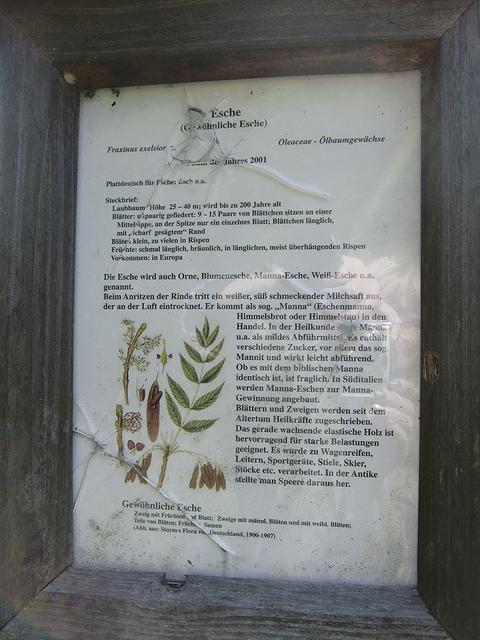 Esche
(Gewöhnliche Esche)
Fraxinus excelsior Oleaceae - Ölbaumgewächse
des Jahres 2001
Plattdeutsch für Esche: Esch u.a.
Steckbrief:
Laubbaum Höhe 25 – 40 m; wird bis zu 200 Jahre alt
Blätter: unpaarig gefiedert: 9 – 15 Paare von Blättchen sitzen an einer
Mittelrippe, an der Spitze nur ein einzelnes Blatt; Blättchen länglich,
mit „scharf gesägtem" Rand
Blüten: klein, zu vielen in Rispen
Früchte: schmal länglich, bräunlich, in länglichen, meist überhängenden Rispen
Vorkommen: in Europa
Die Esche wird auch Orne, Blumenesche, Manna-Esche, Weiß-Esche u.a.
genannt.
Beim Anritzen der Rinde tritt ein weißer, süß schmeckender Milchsaft aus,
der an der Luft eintrocknet. Er kommt als sog. „Manna" (Eschenmanna,
Himmelsbrot oder Himmelstau) in den
Handel. In der Heilkunde Manna
u.a. als mildes Abführmittel, es enthält
verschiedene Zucker, vor allem das sog.
Mannit und wirkt leicht abführend.
Ob es mit dem biblischen Manna
identisch ist, ist fraglich. In Süditalien
werden Manna-Eschen zur Manna-
Gewinnung angebaut.
Blättern und Zweigen werden seit dem
Altertum Heilkräfte zugeschrieben.
Das gerade wachsende elastische Holz ist
hervorragend für starke Belastungen
geeignet. Es wurde zu Wagenreifen,
Leitern, Sportgeräte, Stiele, Skier,
Stöcke etc. verarbeitet. In der Antike
stellte man Speere daraus her.
Gewöhnliche Esche
Zweig mit Früchten und Blatt; Zweige mit männl. Blüten und mit weibl. Blüten;
Teile von Blüten; Samen
(Abb. aus: Sturm's Flora von Deutschland, 1900-1907)